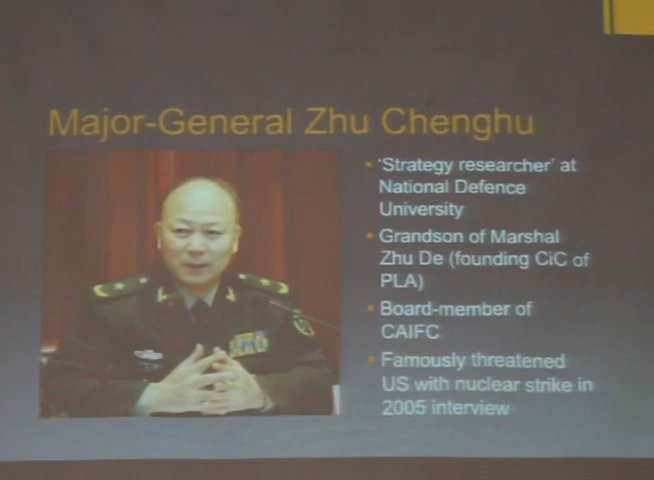 Major-General Zhu Chenghu
'Strategy researcher' at
National Defence
University
Grandson of Marshal
Zhu De (founding CiC of
PLA)
Board-member of
CAIFC
Famously threatened
US with nuclear strike in
2005 interview